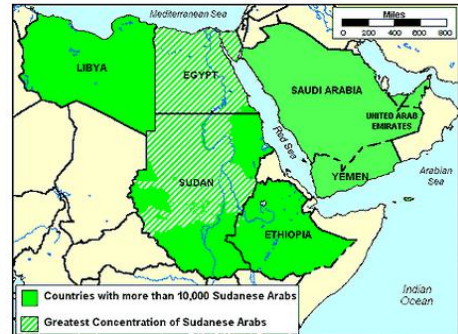 Mediterranean Sea
Miles
0 200 400 600 800
LIBYA
EGYPT
SAUDI ARABIA
UNITED ARAB
EMIRATES
Red Sea
SUDAN
YEMEN
Arabian
Sea
ETHIOPIA
Indian
Ocean
Countries with more than 10,000 Sudanese Arabs
Greatest Concentration of Sudanese Arabs